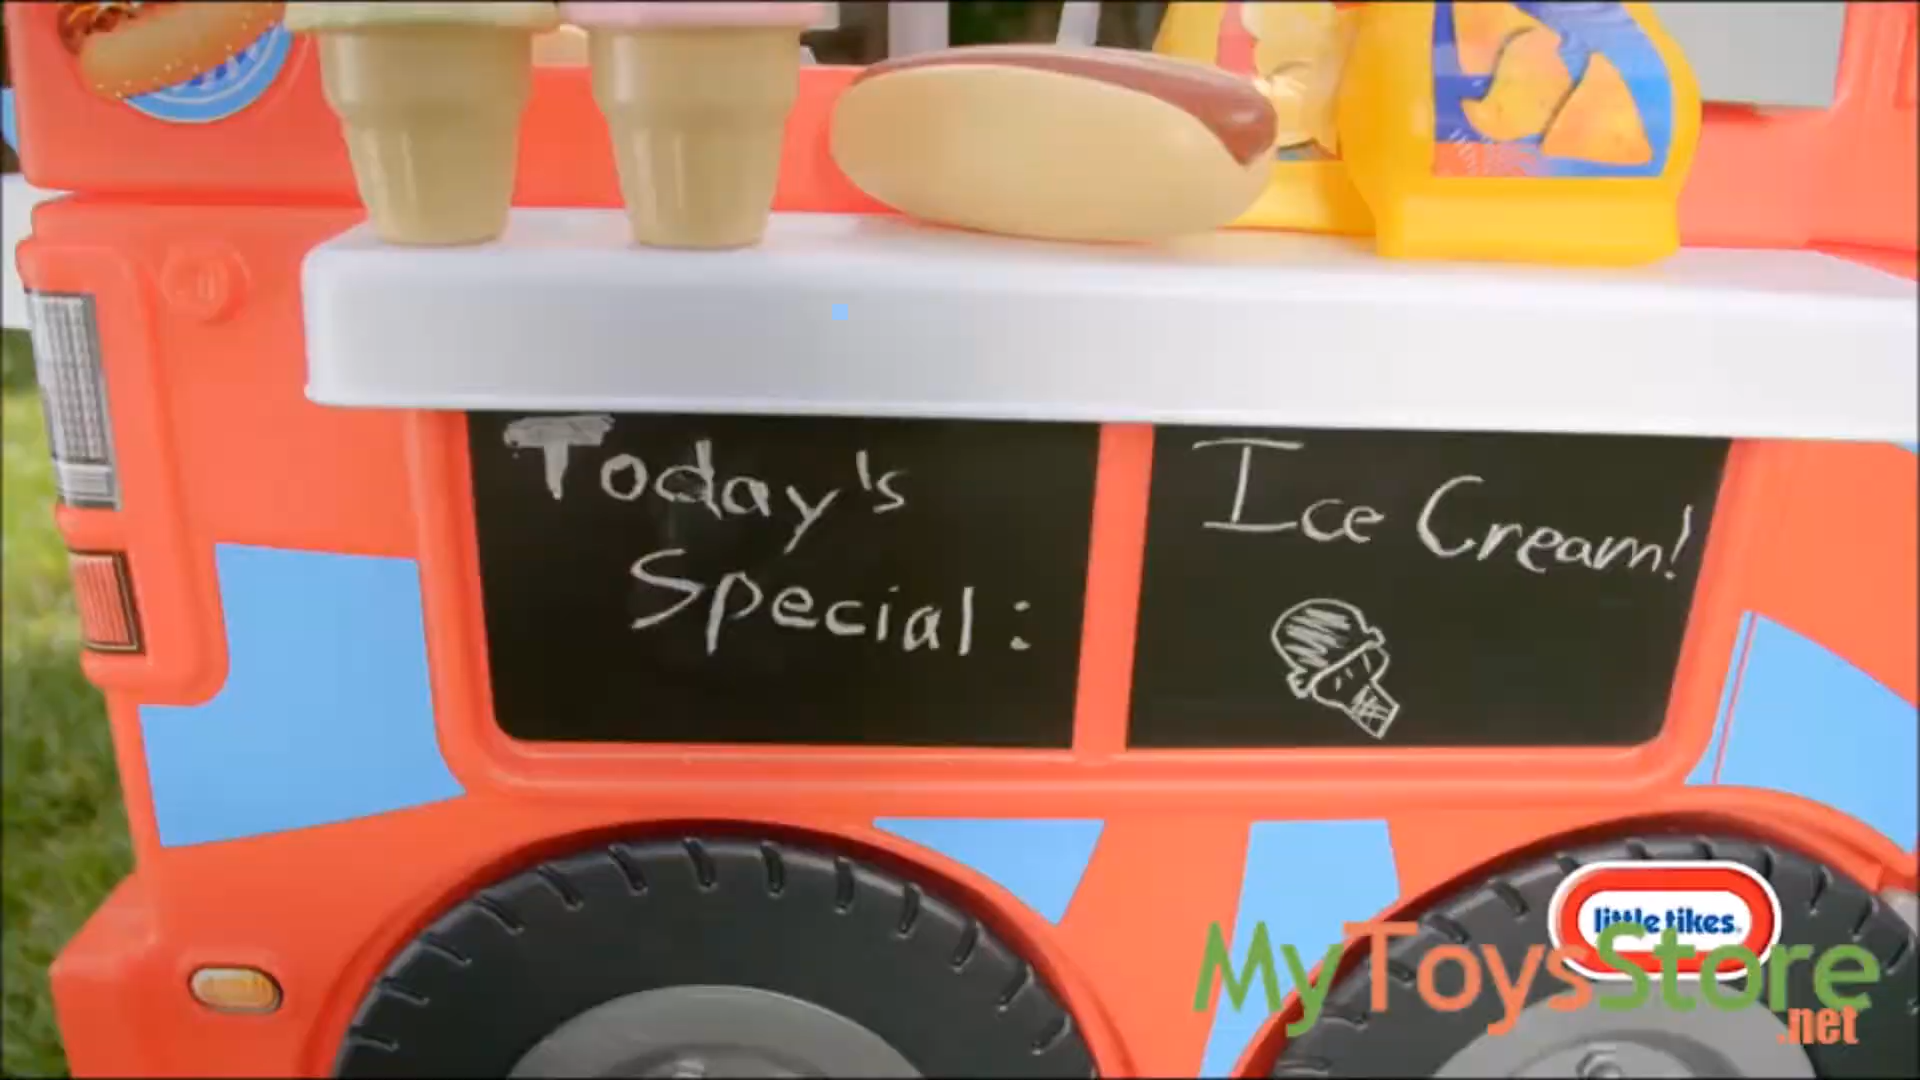 Today's
Special:
Ice Cream!
little tikes
MyToysStore
.net